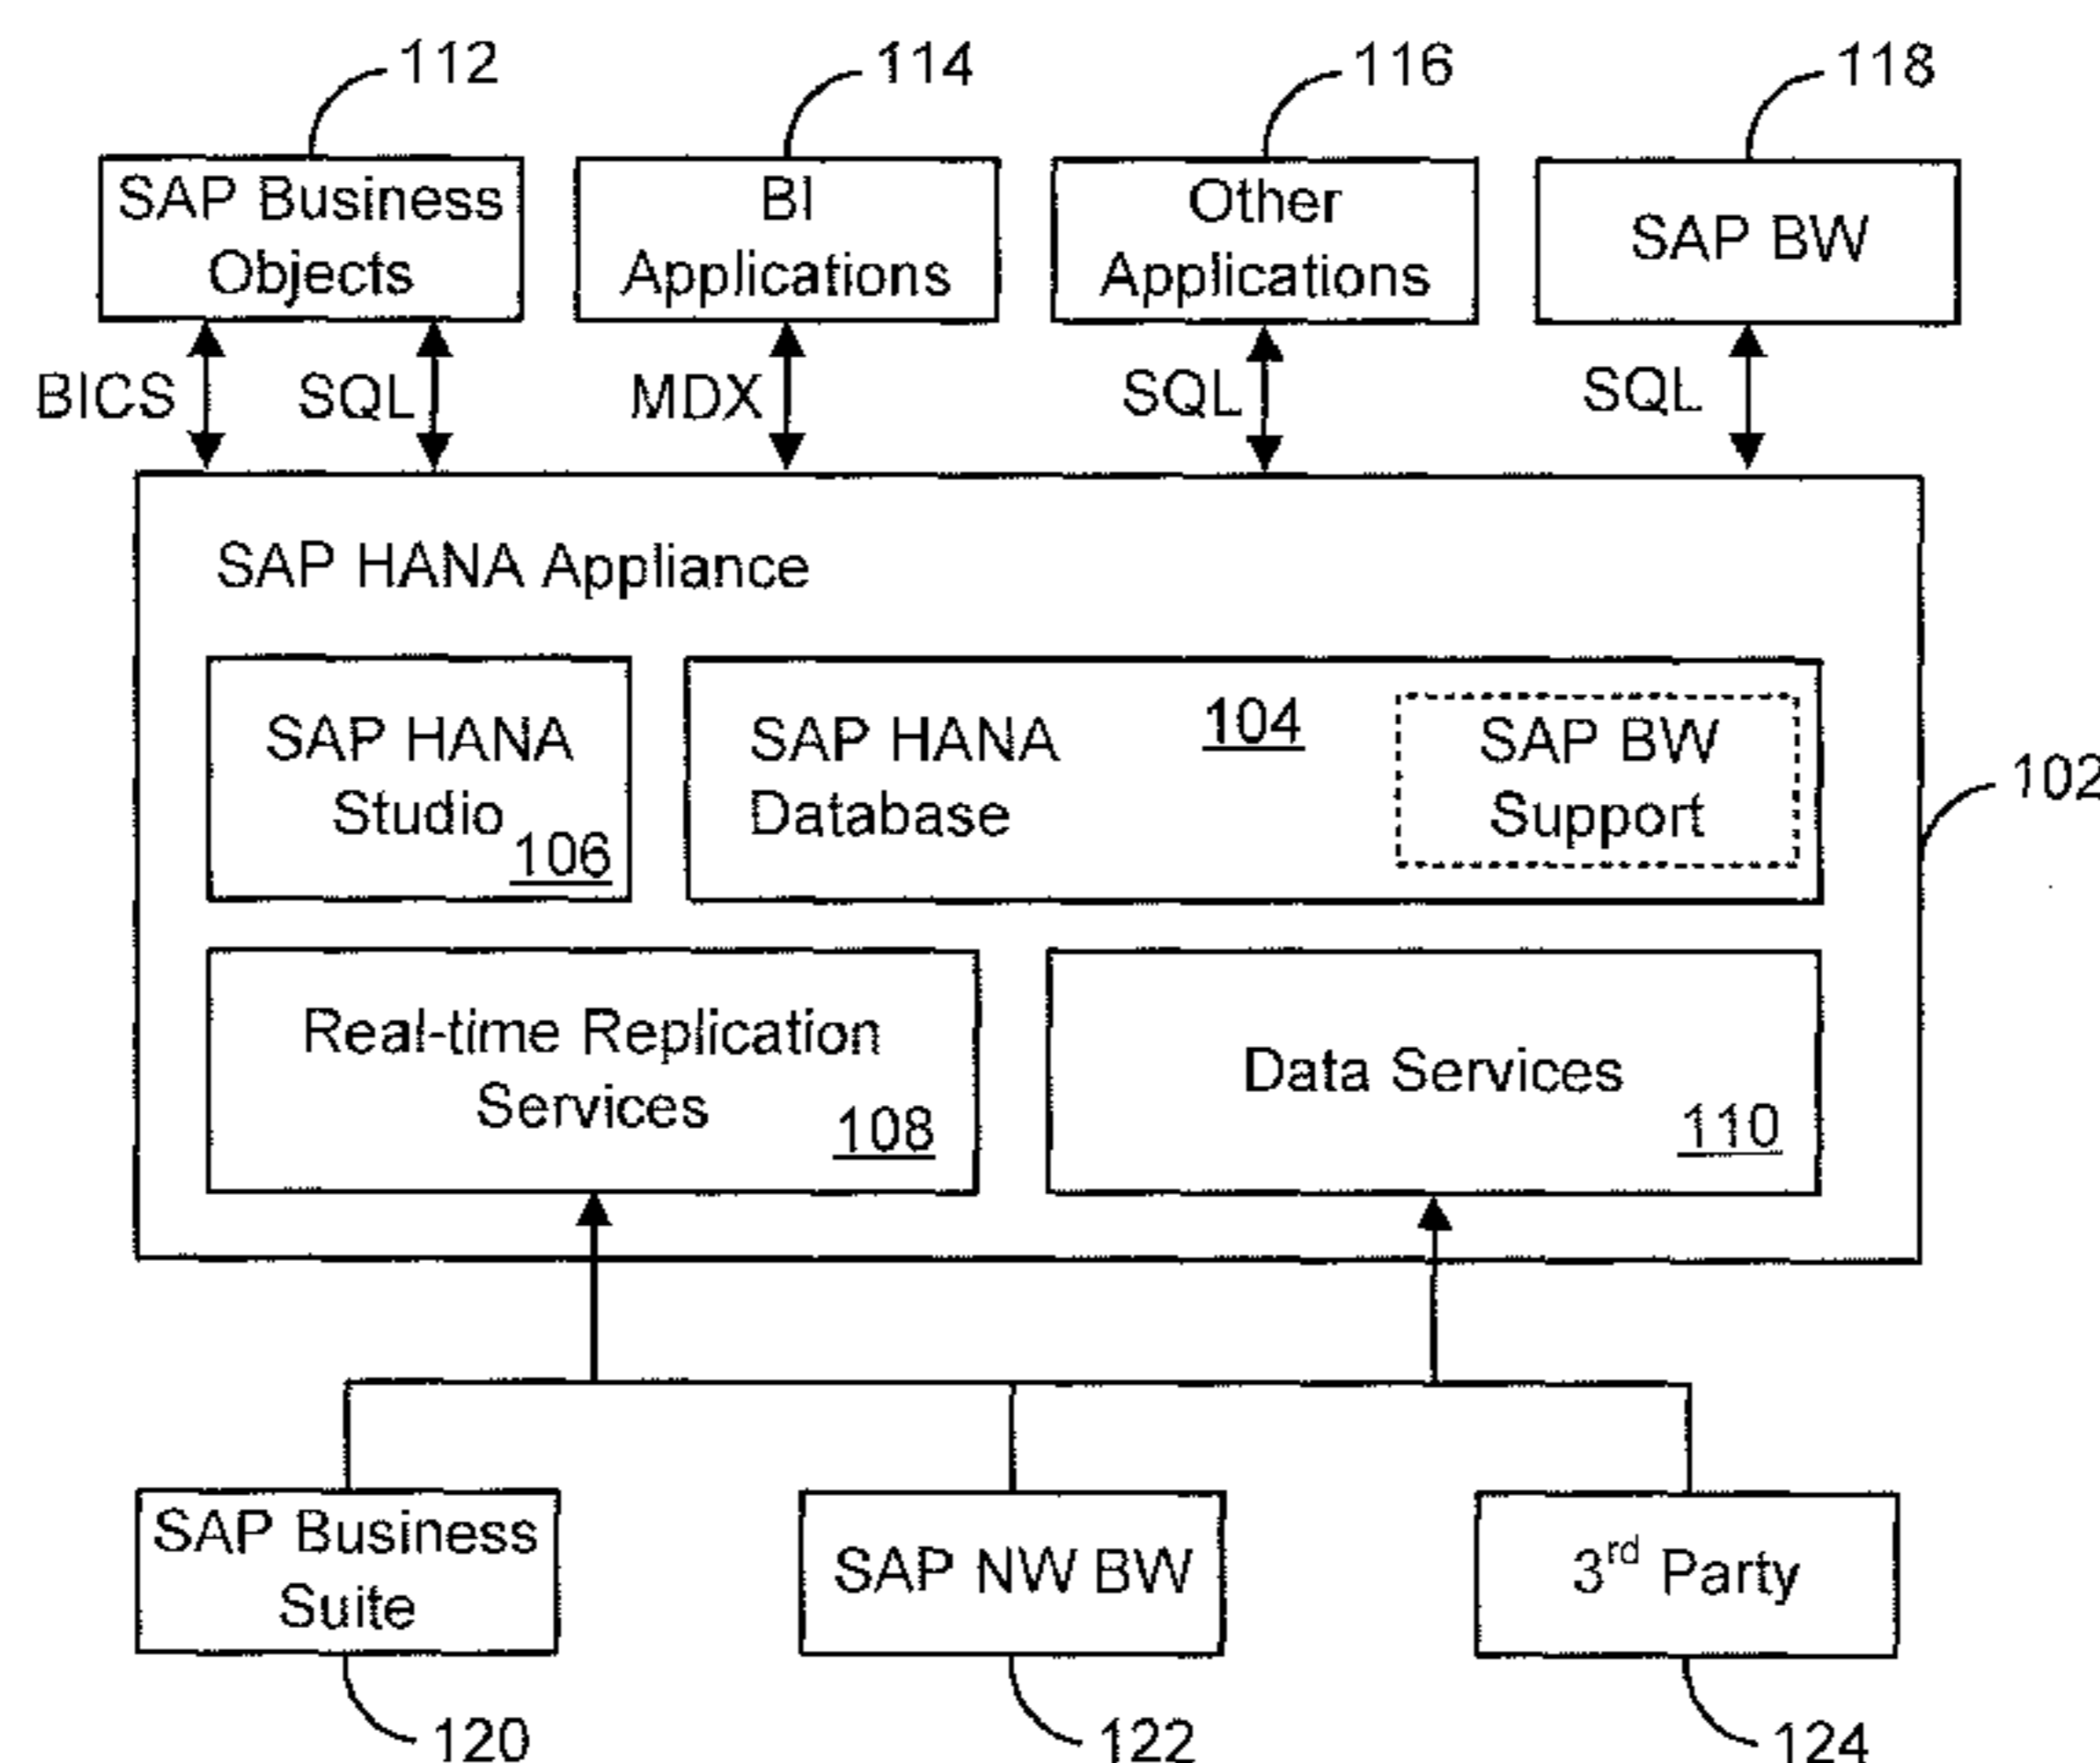 112
114
116
118
SAP Business
Objects
BI
Applications
Other
Applications
SAP BW
BICS
SQL
MDX
SQL
SQL
SAP HANA Appliance
SAP HANA
Studio
106
SAP HANA
Database
104
SAP BW
Support
102
Real-time Replication
Services
108
Data Services
110
SAP Business
Suite
SAP NW BW
3rd Party
120
122
124